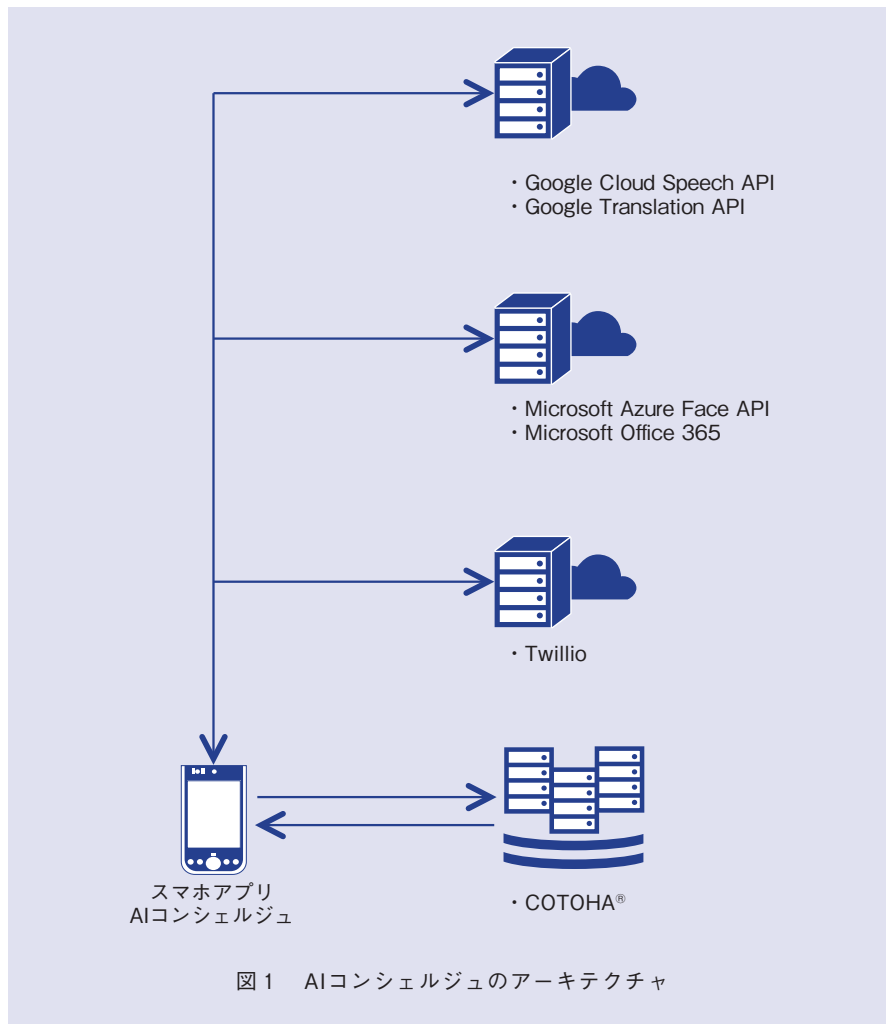 ・Google Cloud Speech API
・Google Translation API
・Microsoft Azure Face API
・Microsoft Office 365
・Twillio
スマホアプリ
AIコンシェルジュ
・COTOHA®
図1 AIコンシェルジュのアーキテクチャ